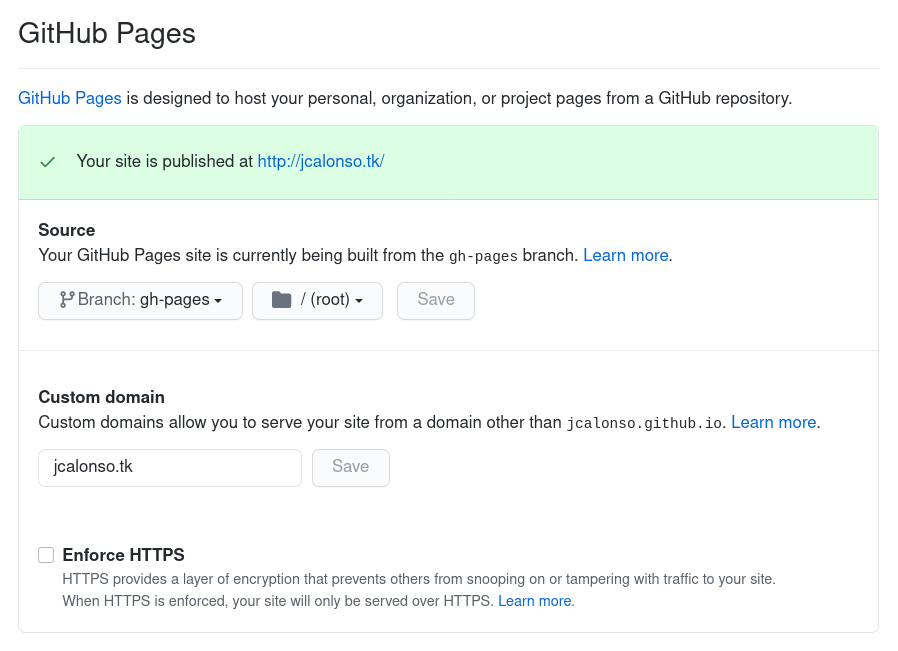 GitHub Pages
GitHub Pages is designed to host your personal, organization, or project pages from a GitHub repository.
Your site is published at http://jcalonso.tk/
Source
Your GitHub Pages site is currently being built from the gh-pages branch. Learn more.
Branch: gh-pages / (root) Save
Custom domain
Custom domains allow you to serve your site from a domain other than jcalonso.github.io. Learn more.
jcalonso.tk Save
Enforce HTTPS
HTTPS provides a layer of encryption that prevents others from snooping on or tampering with traffic to your site.
When HTTPS is enforced, your site will only be served over HTTPS. Learn more.